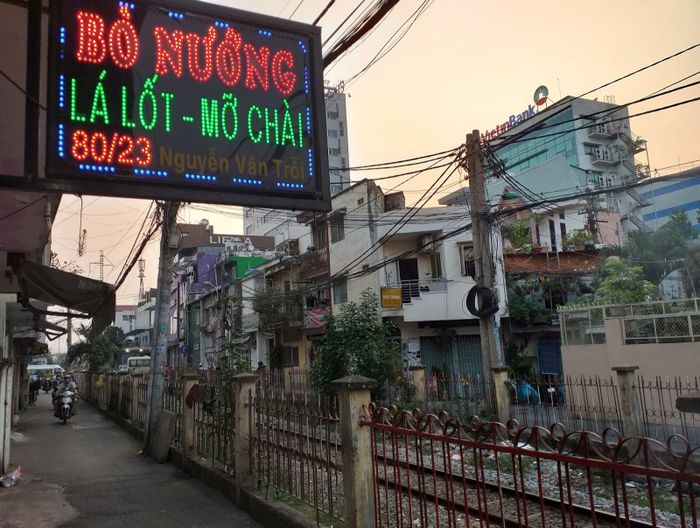 BÒ NƯỚNG
LÁ LỐT - MỠ CHÀI
80/23 Nguyễn Văn Trỗi
VietinBank